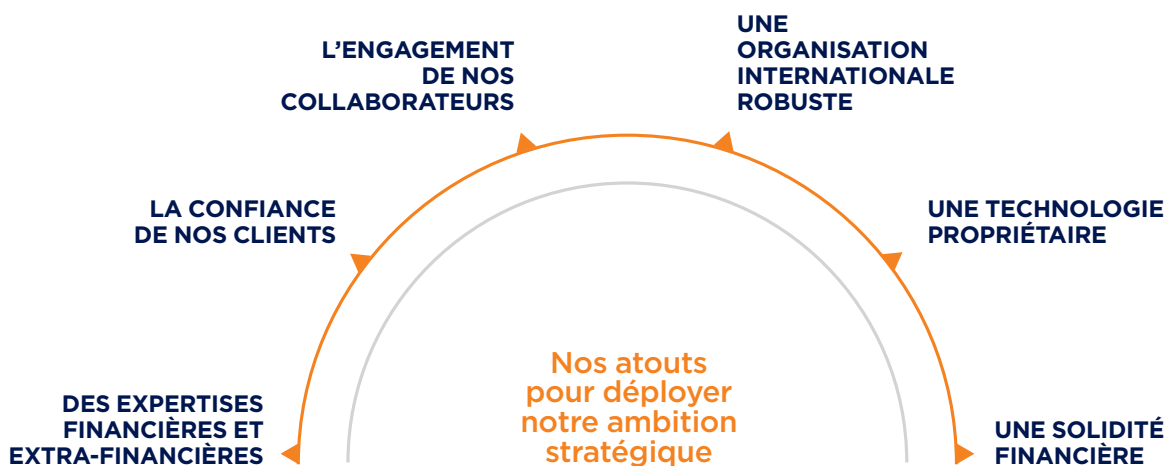 L'ENGAGEMENT
DE NOS
COLLABORATEURS
UNE
ORGANISATION
INTERNATIONALE
ROBUSTE
LA CONFIANCE
DE NOS CLIENTS
UNE TECHNOLOGIE
PROPRIÉTAIRE
DES EXPERTISES
FINANCIÈRES ET
EXTRA-FINANCIÈRES
Nos atouts
pour déployer
notre ambition
stratégique
UNE SOLIDITÉ
FINANCIÈRE